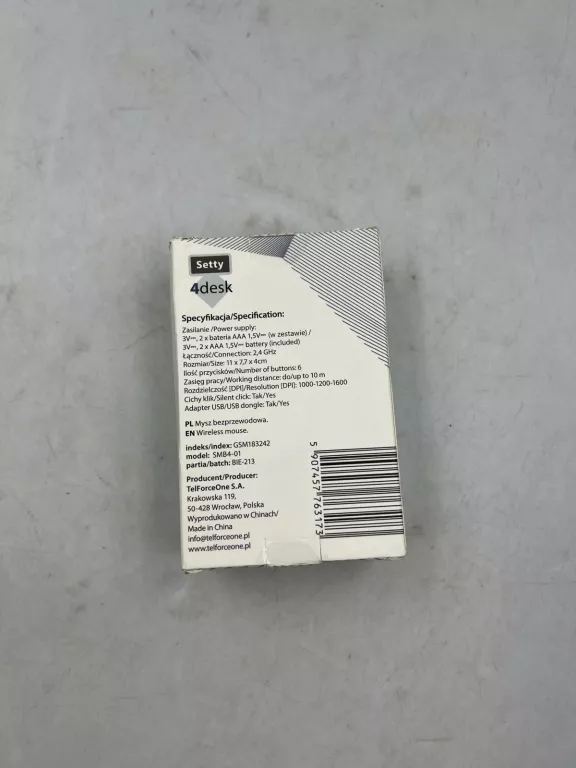 Setty
4desk
Specyfikacja/Specification:
Zasilanie /Power supply:
3V⎓, 2 x bateria AAA 1,5V⎓ (w zestawie) /
3V⎓, 2 x AAA 1,5V⎓ battery (included)
Łączność/Connection: 2,4 GHz
Rozmiar/Size: 11 x 7,7 x 4cm
Ilość przycisków/Number of buttons: 6
Zasięg pracy/Working distance: do/up to 10 m
Rozdzielczość [DPI]/Resolution [DPI]: 1000-1200-1600
Cichy klik/Silent click: Tak/Yes
Adapter USB/USB dongle: Tak/Yes
PL Mysz bezprzewodowa.
EN Wireless mouse.
indeks/index: GSM183242
model: SMB4-01
partia/batch: BIE-213
Producent/Producer:
TelForceOne S.A.
Krakowska 119,
50-428 Wrocław, Polska
Wyprodukowano w Chinach/
Made in China
info@telforceone.pl
www.telforceone.pl
5 907457 763173